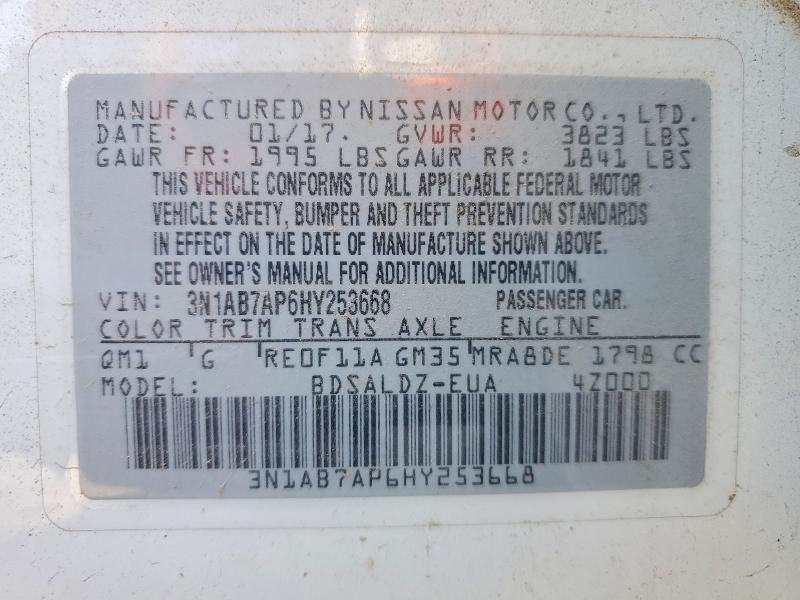 MANUFACTURED BY NISSAN MOTOR CO., LTD.
DATE: 01/17. GVWR: 3823 LBS
GAWR FR: 1995 LBS GAWR RR: 1841 LBS
THIS VEHICLE CONFORMS TO ALL APPLICABLE FEDERAL MOTOR
VEHICLE SAFETY, BUMPER AND THEFT PREVENTION STANDARDS
IN EFFECT ON THE DATE OF MANUFACTURE SHOWN ABOVE.
SEE OWNER'S MANUAL FOR ADDITIONAL INFORMATION.
VIN: 3N1AB7AP6HY253668 PASSENGER CAR.
COLOR TRIM TRANS AXLE ENGINE
QM1 G RE0F11A GM35 MRA8DE 1798 CC
MODEL: BDSALDZ-EUA 4Z000
3N1AB7AP6HY253668